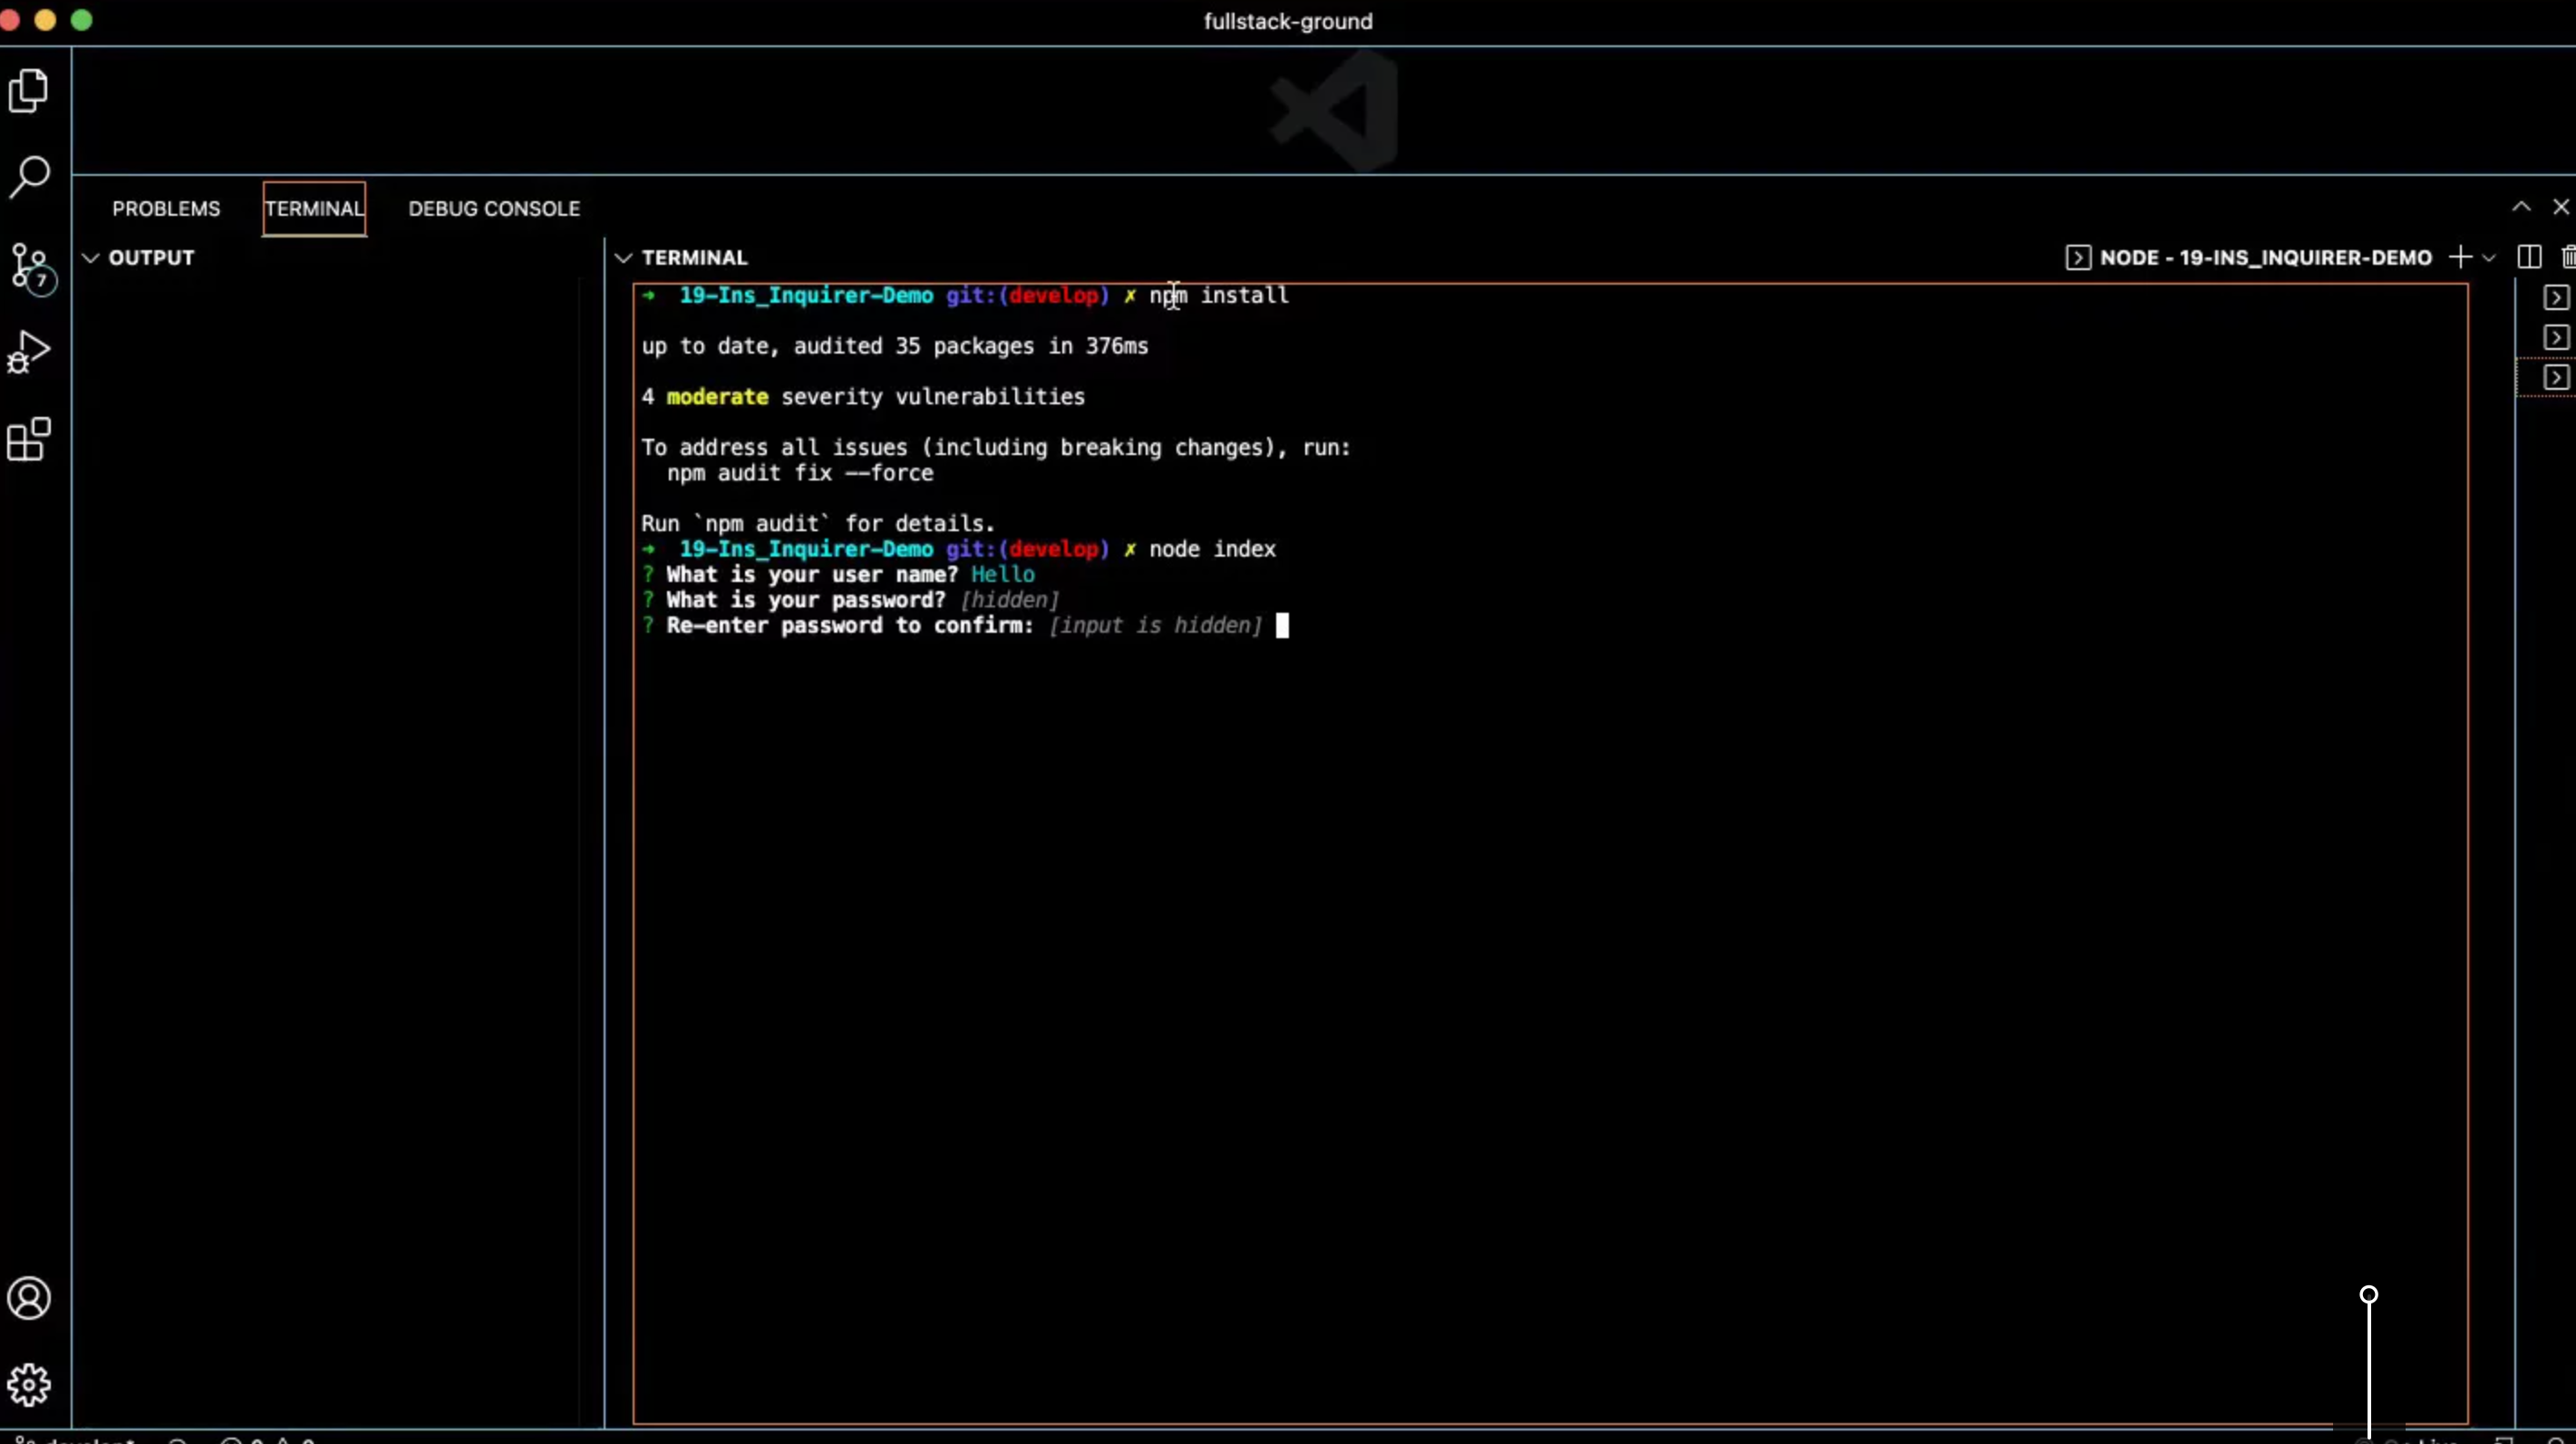 fullstack-ground
PROBLEMS TERMINAL DEBUG CONSOLE
OUTPUT
7
TERMINAL
NODE - 19-INS_INQUIRER-DEMO
➜ 19-Ins_Inquirer-Demo git:(develop) ✗ npm install
up to date, audited 35 packages in 376ms
4 moderate severity vulnerabilities
To address all issues (including breaking changes), run:
npm audit fix --force
Run `npm audit` for details.
➜ 19-Ins_Inquirer-Demo git:(develop) ✗ node index
? What is your user name? Hello
? What is your password? [hidden]
? Re-enter password to confirm: [input is hidden]